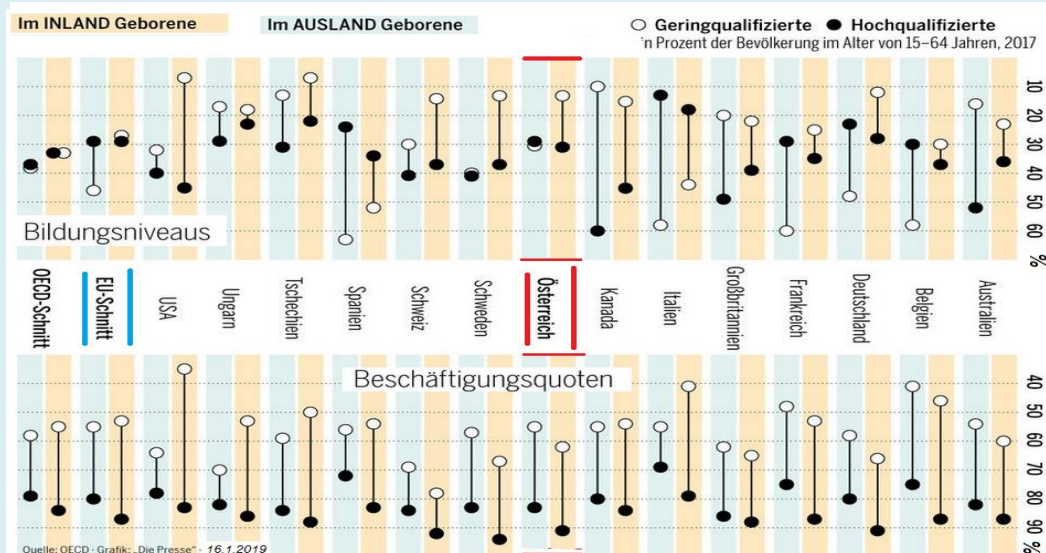 Im INLAND Geborene
Im AUSLAND Geborene
Geringqualifizierte
Hochqualifizierte
in Prozent der Bevölkerung im Alter von 15–64 Jahren, 2017
10
20
30
40
50
60
%
Bildungsniveaus
OECD-Schnitt
EU-Schnitt
USA
Ungarn
Tschechien
Spanien
Schweiz
Schweden
Österreich
Kanada
Italien
Großbritannien
Frankreich
Deutschland
Belgien
Australien
Beschäftigungsquoten
40
50
60
70
80
90
%
Quelle: OECD · Grafik: „Die Presse" · 16.1.2019